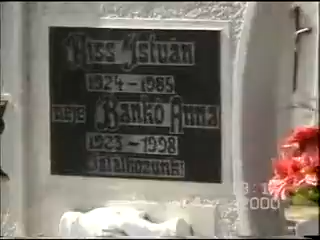 Kiss István
1924 - 1985
neje Bankó Anna
1923 - 1998
Találkozunk!
2000